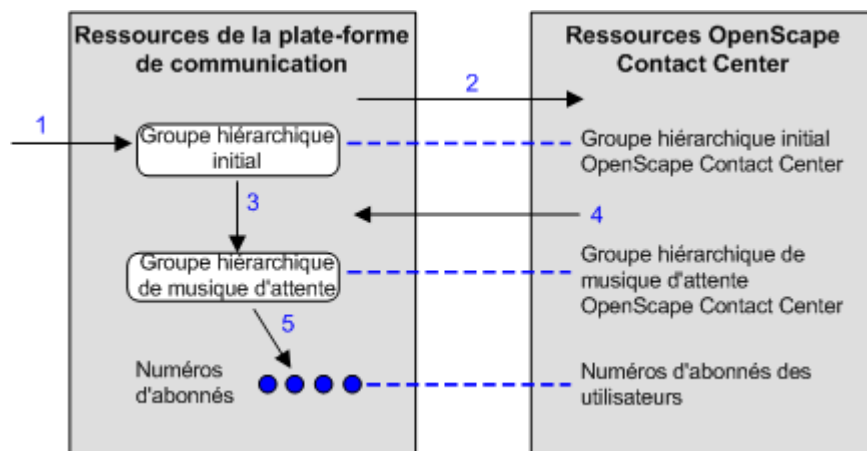 Ressources de la plate-forme
de communication
Ressources OpenScape
Contact Center
1
2
Groupe hiérarchique
initial
Groupe hiérarchique initial
OpenScape Contact Center
3
4
Groupe hiérarchique
de musique d'attente
Groupe hiérarchique de
musique d'attente
OpenScape Contact Center
5
Numéros
d'abonnés
Numéros d'abonnés des
utilisateurs